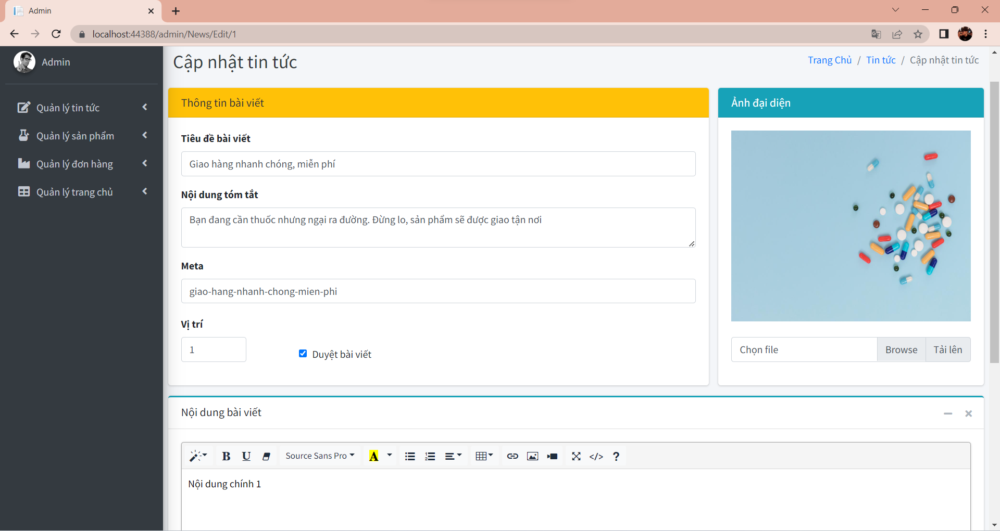 Admin
localhost:44388/admin/News/Edit/1
Admin
Quản lý tin tức
Quản lý sản phẩm
Quản lý đơn hàng
Quản lý trang chủ
Cập nhật tin tức
Trang Chủ / Tin tức / Cập nhật tin tức
Thông tin bài viết
Tiêu đề bài viết
Giao hàng nhanh chóng, miễn phí
Nội dung tóm tắt
Bạn đang cần thuốc nhưng ngại ra đường. Đừng lo, sản phẩm sẽ được giao tận nơi
Meta
giao-hang-nhanh-chong-mien-phi
Vị trí
1
Duyệt bài viết
Ảnh đại diện
Chọn file Browse Tải lên
Nội dung bài viết
B U Source Sans Pro A </> ?
Nội dung chính 1